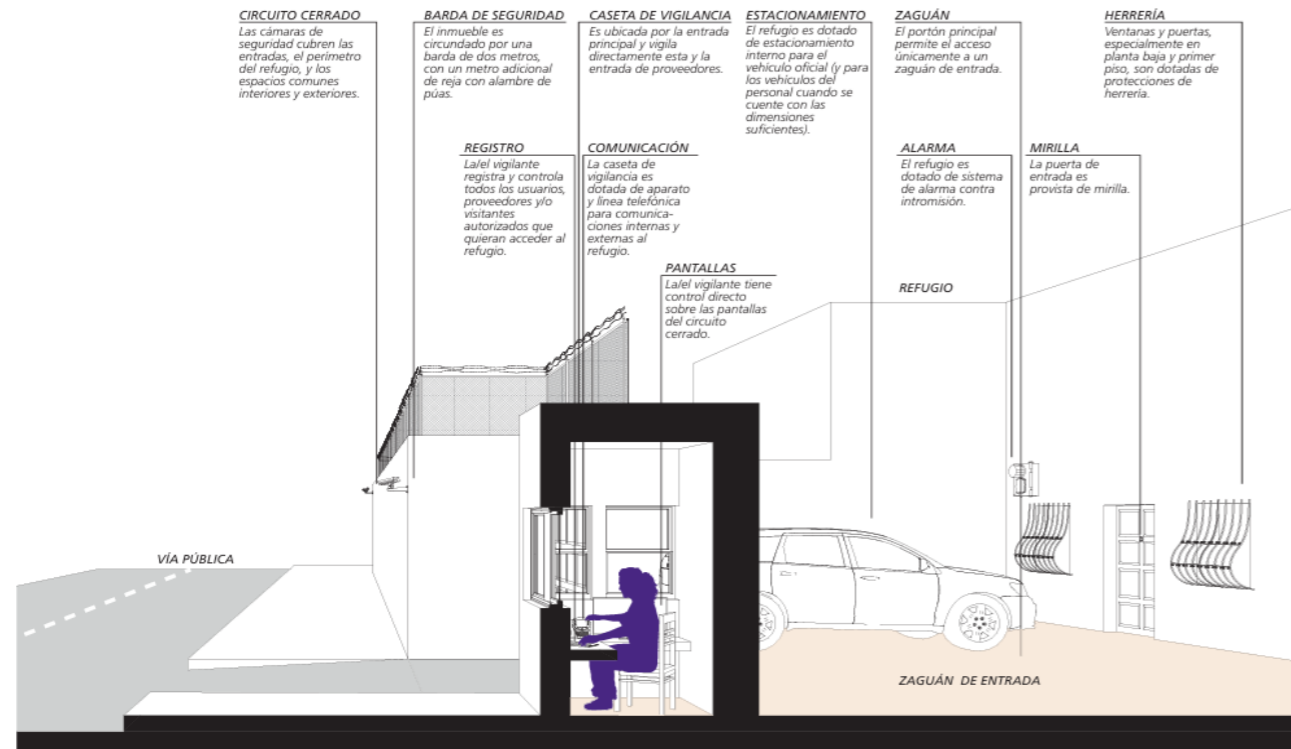 CIRCUITO CERRADO
Las cámaras de
seguridad cubren las
entradas, el perímetro
del refugio, y los
espacios comunes
interiores y exteriores.
BARDA DE SEGURIDAD
El inmueble es
circundado por una
barda de dos metros,
con un metro adicional
de reja con alambre de
púas.
CASETA DE VIGILANCIA
Es ubicada por la entrada
principal y vigila
directamente esta y la
entrada de proveedores.
ESTACIONAMIENTO
El refugio es dotado
de estacionamiento
interno para el
vehículo oficial (y para
los vehículos del
personal cuando se
cuente con las
dimensiones
suficientes).
ZAGUÁN
El portón principal
permite el acceso
únicamente a un
zaguán de entrada.
HERRERÍA
Ventanas y puertas,
especialmente en
planta baja y primer
piso, son dotadas de
protecciones de
herrería.
REGISTRO
La/el vigilante
registra y controla
todos los usuarios,
proveedores y/o
visitantes
autorizados que
quieran acceder al
refugio.
COMUNICACIÓN
La caseta de
vigilancia es
dotada de aparato
y línea telefónica
para comunica-
ciones internas y
externas al
refugio.
ALARMA
El refugio es
dotado de sistema
de alarma contra
intromisión.
MIRILLA
La puerta de
entrada es
provista de mirilla.
PANTALLAS
La/el vigilante tiene
control directo
sobre las pantallas
del circuito
cerrado.
REFUGIO
VÍA PÚBLICA
ZAGUÁN DE ENTRADA